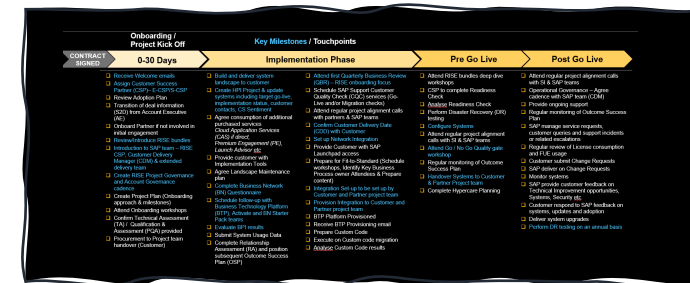 Onboarding /
Project Kick Off
Key Milestones / Touchpoints
CONTRACT
SIGNED
0-30 Days
Implementation Phase
Pre Go Live
Post Go Live
Receive Welcome emails
Assign Customer Success
Partner (CSP)– E-CSP/S-CSP
Review Adoption Plan
Transition of deal information
(S2D) from Account Executive
(AE)
Onboard Partner if not involved in
initial engagement
Review/Introduce RISE bundles
Introduction to SAP team – RISE
CSP, Customer Delivery
Manager (CDM) & extended
delivery team
Create RISE Project Governance
and Account Governance
cadence
Create Project Plan (Onboarding
approach & milestones)
Attend Onboarding workshops
Confirm Technical Assessment
(TA) / Qualification &
Assessment (PQA) provided
Procurement to Project team
handover (Customer)
Build and deliver system
landscape to customer
Create HPI Project & update
systems including target go-live,
implementation status, customer
contacts, CS Sentiment
Agree consumption of additional
purchased services
Cloud Application Services
(CAS) if direct,
Premium Engagement (PE),
Launch Advisor etc
Provide customer with
Implementation Tools
Agree Landscape Maintenance
plan
Complete Business Network
(BN) Questionnaire
Schedule follow-up with
Business Technology Platform
(BTP), Activate and BN Starter
Pack teams
Evaluate BPI results
Submit System Usage Data
Complete Relationship
Assessment (RA) and position
subsequent Outcome Success
Plan (OSP)
Attend first Quarterly Business Review
(QBR) – RISE onboarding focus
Schedule SAP Support Customer
Quality Check (CQC) services (Go-
Live and/or Migration checks)
Attend regular project alignment calls
with partners & SAP teams
Confirm Customer Delivery Date
(CDD) with Customer
Set up Network Integration
Provide Customer with SAP
Launchpad access
Prepare for Fit-to-Standard (Schedule
workshops, Identify Key Business
Process owner Attendees & Prepare
content)
Integration Set up to be set up by
Customer and Partner project team
Provision Integration to Customer and
Partner project team
BTP Platform Provisioned
Receive BTP Provisioning email
Prepare Custom Code
Execute on Custom code migration
Analyse Custom Code results
Attend RISE bundles deep dive
workshops
CSP to complete Readiness
Check
Analyse Readiness Check
Perform Disaster Recovery (DR)
testing
Configure Systems
Attend regular project alignment
calls with SI & SAP teams
Attend Go / No Go Quality gate
workshop
Regular monitoring of Outcome
Success Plan
Handover Systems to Customer
& Partner Project team
Complete Hypercare Planning
Attend regular project alignment calls
with SI & SAP teams
Operational Governance – Agree
cadence with SAP team (CDM)
Provide ongoing support
Regular monitoring of Outcome Success
Plan
SAP manage service requests,
customer queries and support incidents
or related escalations
Regular review of License consumption
and FUE usage
Customer submit Change Requests
SAP deliver on Change Requests
Monitor systems
SAP provide customer feedback on
Technical Improvement opportunities,
Systems, Security etc
Customer respond to SAP feedback on
systems, updates and adoption
Deliver system upgrades
Perform DR testing on an annual basis